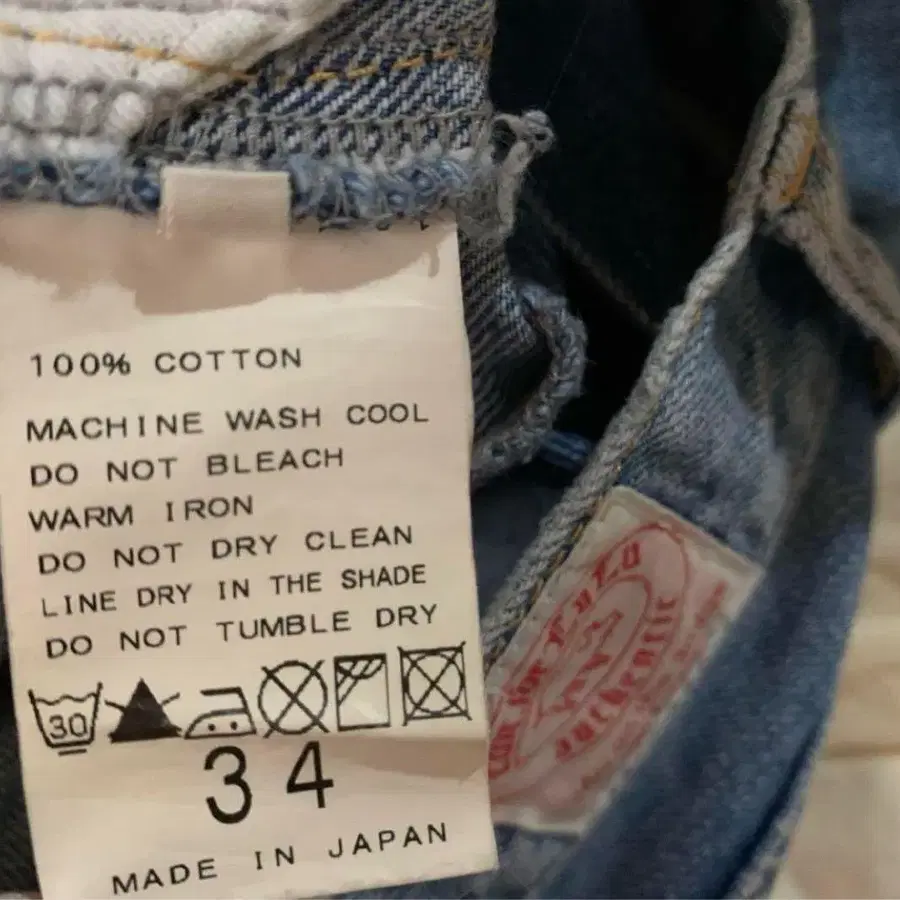 100% COTTON
MACHINE WASH COOL
DO NOT BLEACH
WARM IRON
DO NOT DRY CLEAN
LINE DRY IN THE SHADE
DO NOT TUMBLE DRY
30
34
MADE IN JAPAN
authentic